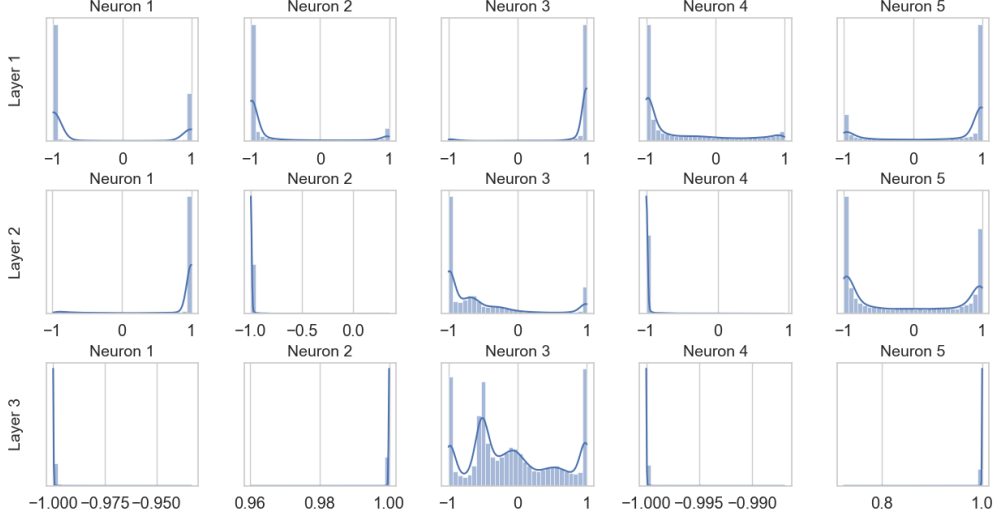 Neuron 1 Neuron 2 Neuron 3 Neuron 4 Neuron 5
Layer 1
−1 0 1 −1 0 1 −1 0 1 −1 0 1 −1 0 1
Neuron 1 Neuron 2 Neuron 3 Neuron 4 Neuron 5
Layer 2
−1 0 1 −1.0 −0.5 0.0 −1 0 1 −1 0 1 −1 0 1
Neuron 1 Neuron 2 Neuron 3 Neuron 4 Neuron 5
Layer 3
−1.000 −0.975 −0.950 0.96 0.98 1.00 −1 0 1 −1.000 −0.995 −0.990 0.8 1.0